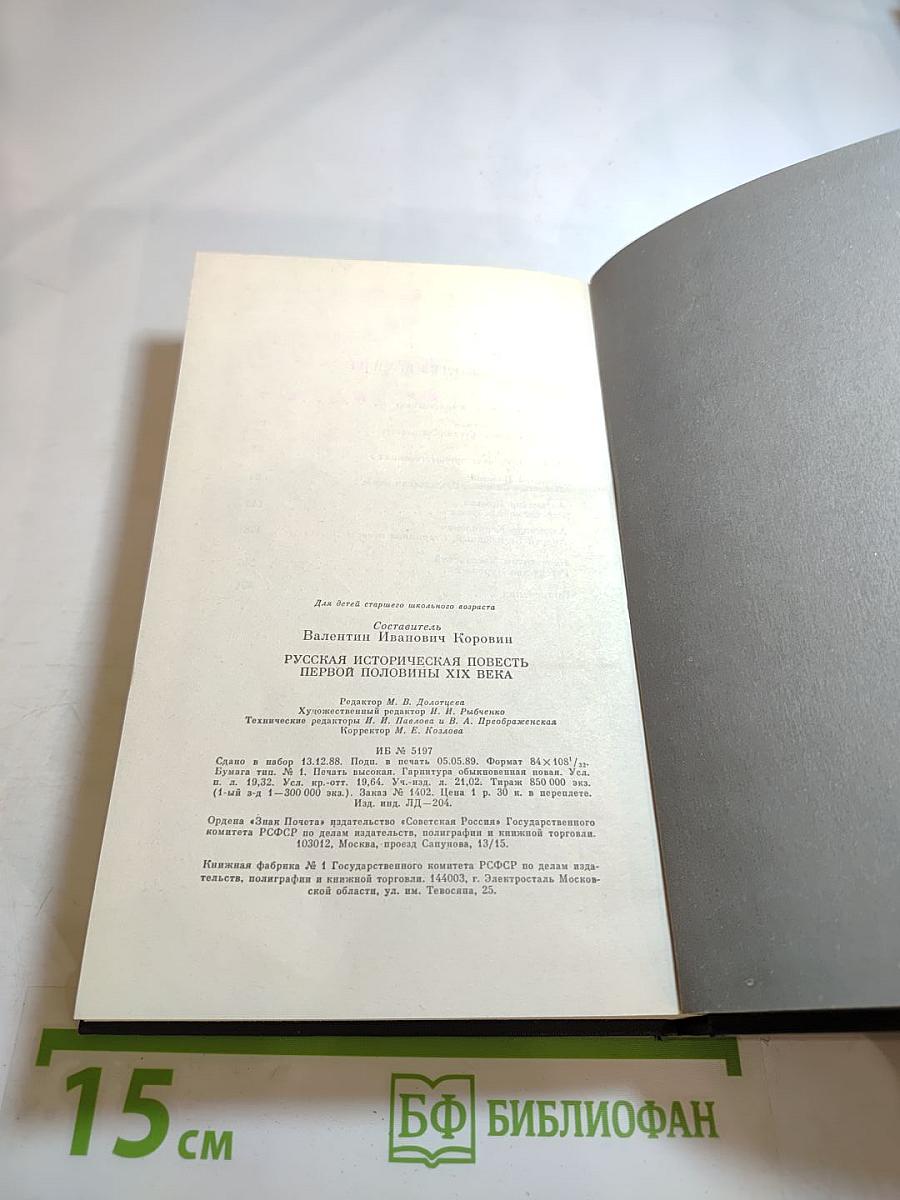 Для детей старшего школьного возраста
Составитель
Валентин Иванович Коровин
РУССКАЯ ИСТОРИЧЕСКАЯ ПОВЕСТЬ
ПЕРВОЙ ПОЛОВИНЫ XIX ВЕКА
Редактор М. В. Долотцева
Художественный редактор И. И. Рыбченко
Технические редакторы И. И. Павлова и В. А. Преображенская
Корректор М. Е. Козлова
ИБ № 5197
Сдано в набор 13.12.88. Подп. в печать 05.05.89. Формат 84×108¹/₃₂.
Бумага тип. № 1. Печать высокая. Гарнитура обыкновенная новая. Усл.
п. л. 19,32. Усл. кр.-отт. 19,64. Уч.-изд. л. 21,02. Тираж 850 000 экз.
(1-ый з-д 1—300 000 экз.). Заказ № 1402. Цена 1 р. 30 к. в переплете.
Изд. инд. ЛД—204.
Ордена «Знак Почета» издательство «Советская Россия» Государственного
комитета РСФСР по делам издательств, полиграфии и книжной торговли.
103012, Москва, проезд Сапунова, 13/15.
Книжная фабрика № 1 Государственного комитета РСФСР по делам изда-
тельств, полиграфии и книжной торговли. 144003, г. Электросталь Москов-
ской области, ул. им. Тевосяна, 25.
15 см
БФ БИБЛИОФАН